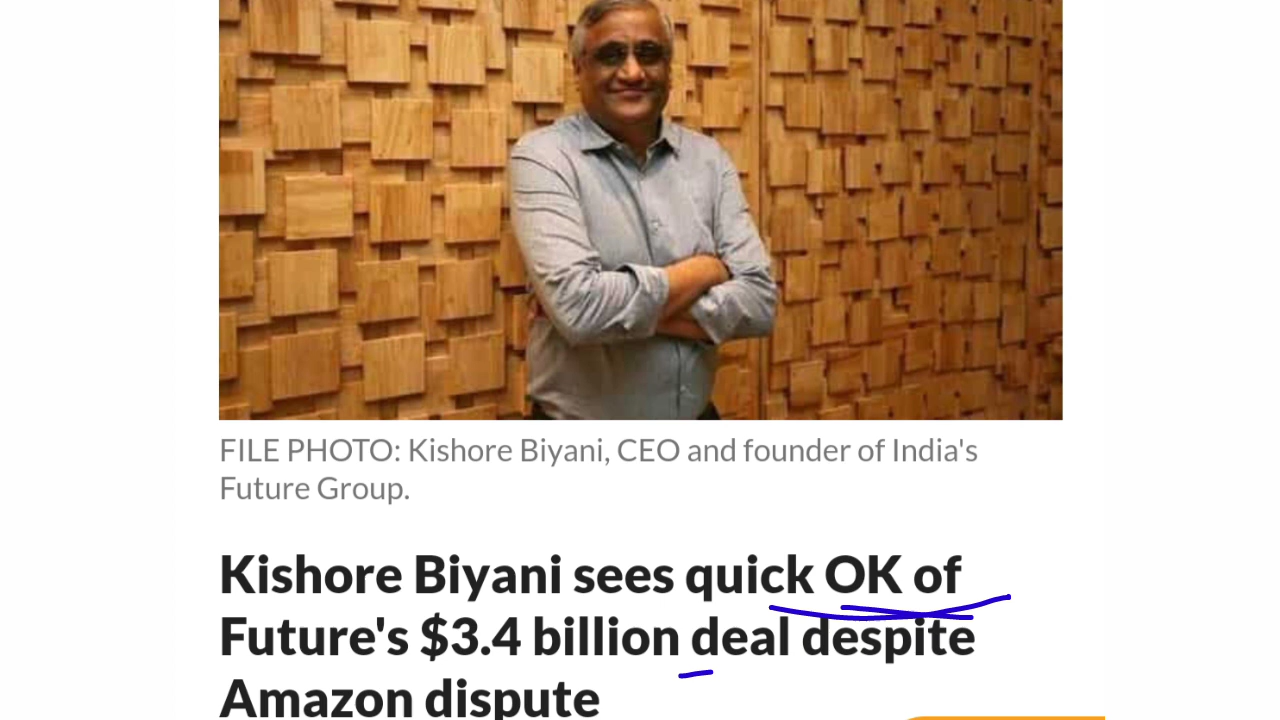 FILE PHOTO: Kishore Biyani, CEO and founder of India's
Future Group.
Kishore Biyani sees quick OK of
Future's $3.4 billion deal despite
Amazon dispute